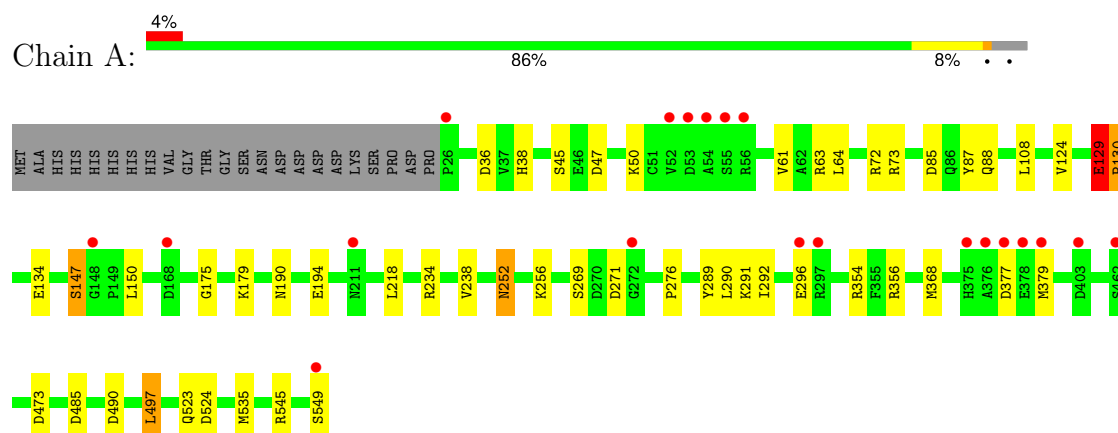 4%
Chain A:
86% 8% • •
MET ALA HIS HIS HIS HIS HIS HIS VAL GLY THR GLY SER ASN ASP ASP ASP ASP LYS SER PRO ASP PRO P26 D36 V37 H38 S45 E46 D47 K50 C51 V52 D53 A54 S55 R56 V61 A62 R63 L64 R72 R73 D85 Q86 Y87 Q88 L108 V124 E129
E134 S147 G148 P149 L150 D168 G175 K179 N190 E194 N211 L218 R234 V238 N252 K256 S269 D270 D271 G272 P276 Y289 L290 K291 I292 E296 R297 R354 F355 R356 M368 H375 A376 D377 E378 M379 D403
D473 D485 D490 L497 Q523 D524 M535 R545 S549